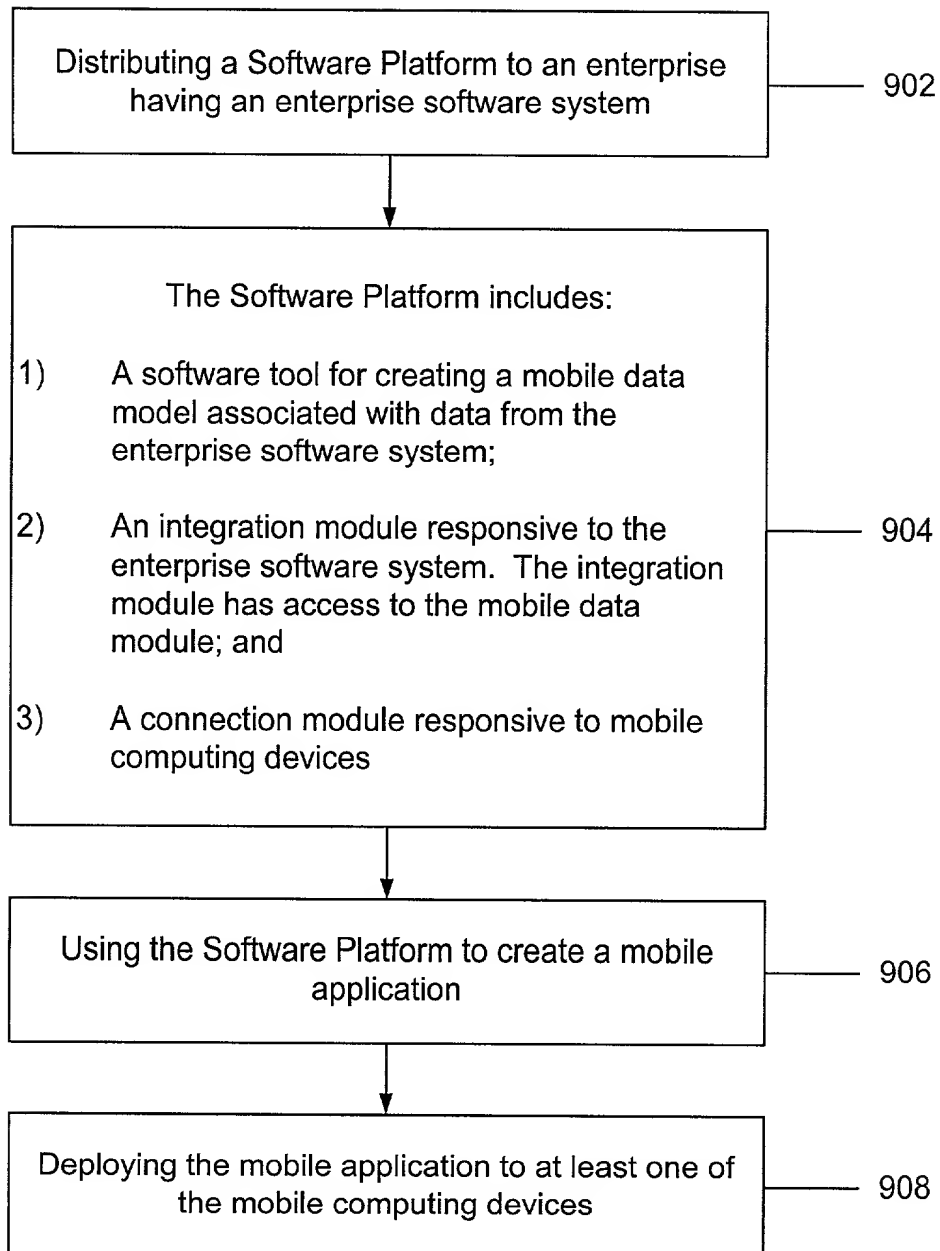 Distributing a Software Platform to an enterprise
having an enterprise software system
902
The Software Platform includes:
1) A software tool for creating a mobile data
model associated with data from the
enterprise software system;
2) An integration module responsive to the
enterprise software system. The integration
module has access to the mobile data
module; and
3) A connection module responsive to mobile
computing devices
904
Using the Software Platform to create a mobile
application
906
Deploying the mobile application to at least one of
the mobile computing devices
908